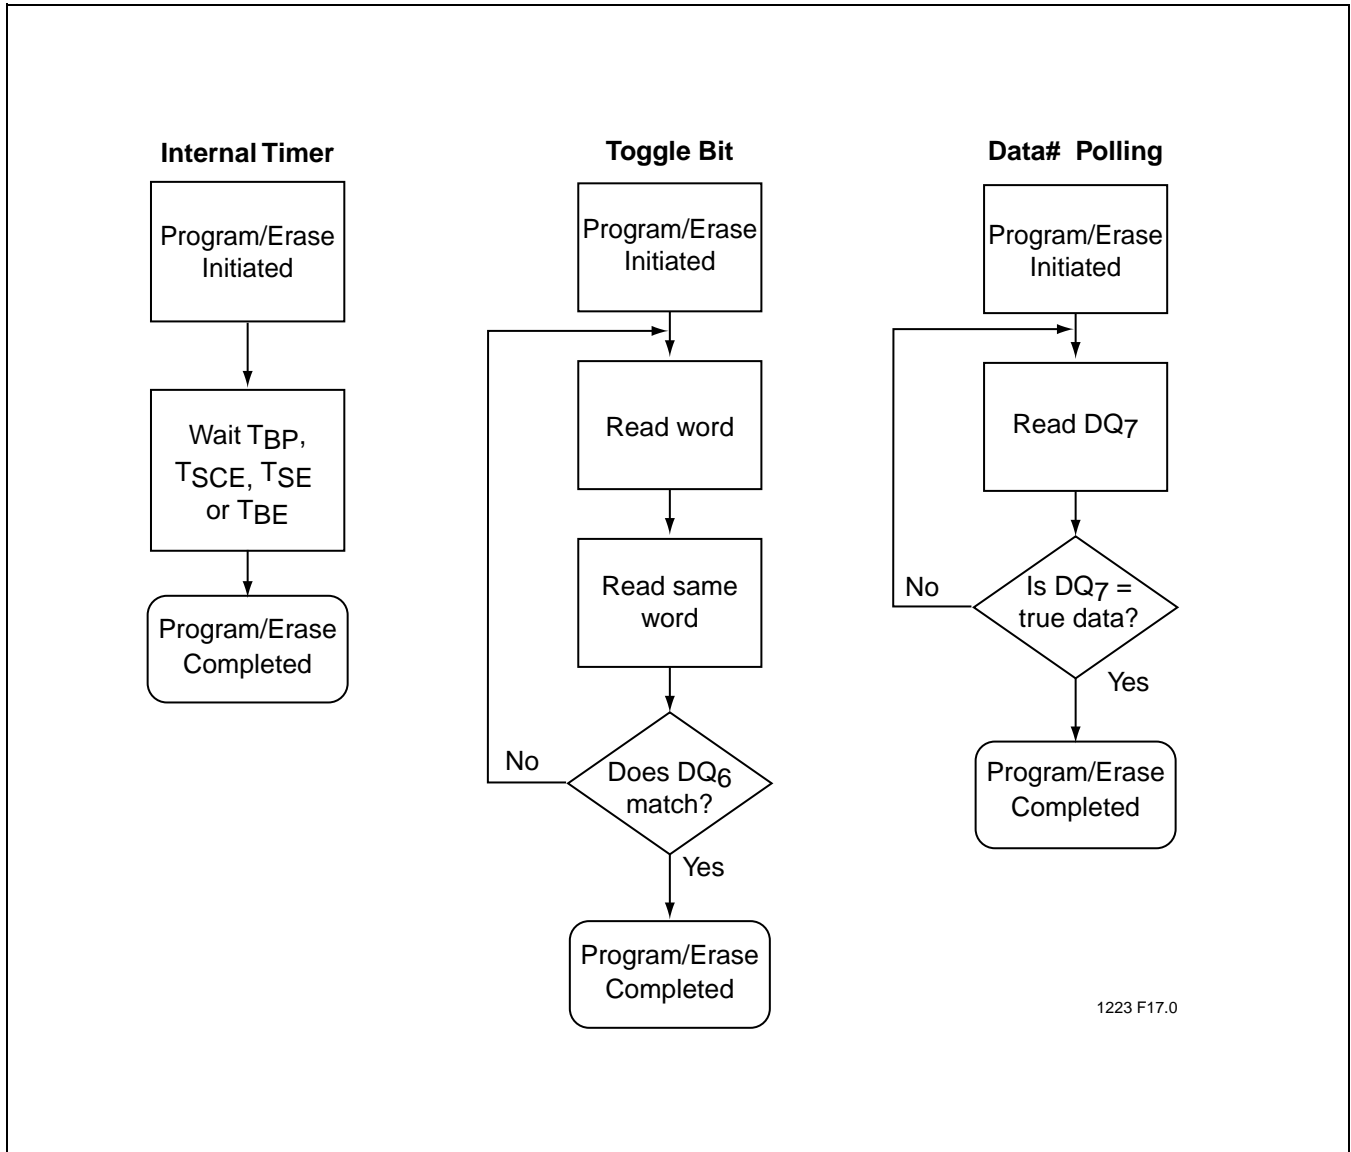 Internal Timer
Program/Erase
Initiated
Wait TBP,
TSCE, TSE
or TBE
Program/Erase
Completed
Toggle Bit
Program/Erase
Initiated
Read word
Read same
word
Does DQ6
match?
No
Yes
Program/Erase
Completed
Data# Polling
Program/Erase
Initiated
Read DQ7
Is DQ7 =
true data?
No
Yes
Program/Erase
Completed
1223 F17.0